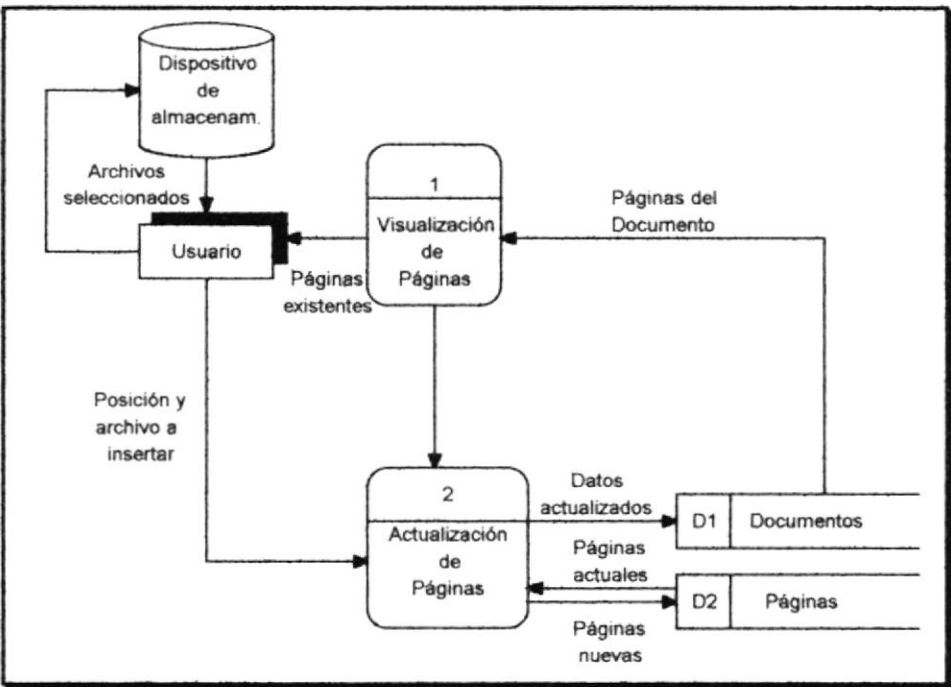 Dispositivo
de
almacenam.
Archivos
seleccionados
Usuario
1
Visualización
de
Páginas
Páginas del
Documento
Páginas
existentes
Posición y
archivo a
insertar
2
Actualización
de
Páginas
Datos
actualizados
D1 Documentos
Páginas
actuales
D2 Páginas
Páginas
nuevas